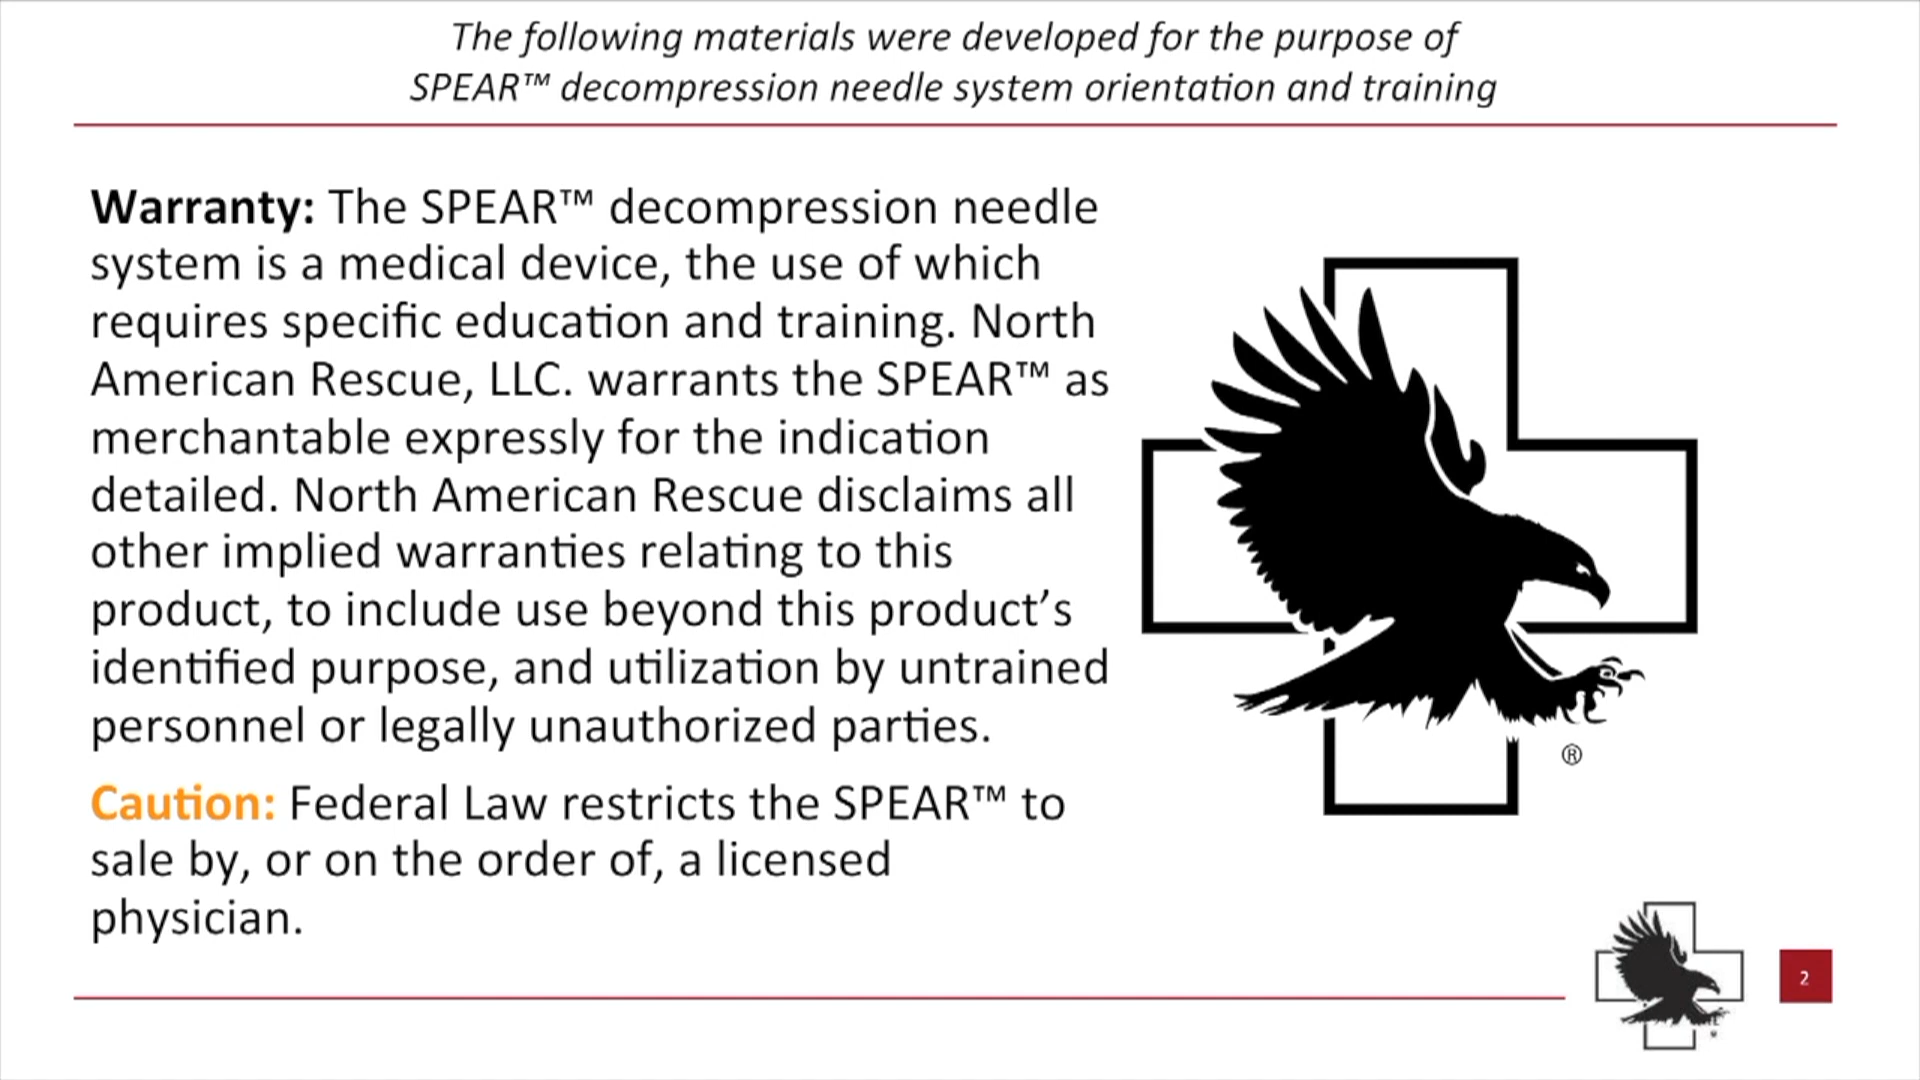 The following materials were developed for the purpose of
SPEAR™ decompression needle system orientation and training
Warranty: The SPEAR™ decompression needle
system is a medical device, the use of which
requires specific education and training. North
American Rescue, LLC. warrants the SPEAR™ as
merchantable expressly for the indication
detailed. North American Rescue disclaims all
other implied warranties relating to this
product, to include use beyond this product’s
identified purpose, and utilization by untrained
personnel or legally unauthorized parties.
Caution: Federal Law restricts the SPEAR™ to
sale by, or on the order of, a licensed
physician.
®
2